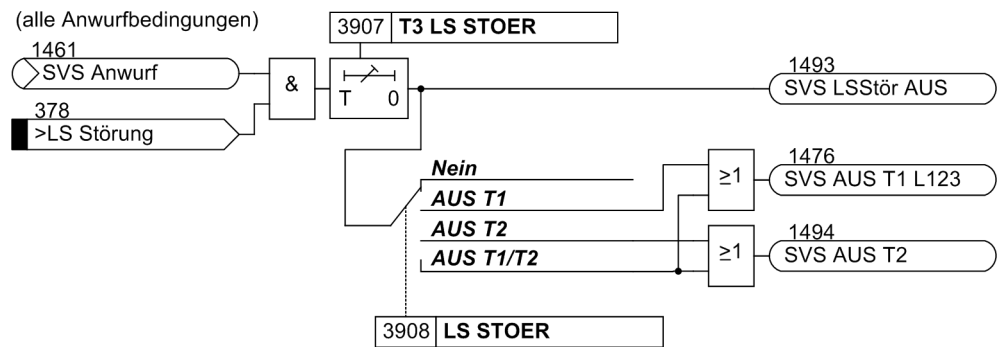 (alle Anwurfbedingungen)
3907 T3 LS STOER
1461
SVS Anwurf
&
T 0
1493
SVS LSStör AUS
378
>LS Störung
Nein
AUS T1
AUS T2
AUS T1/T2
≥1
1476
SVS AUS T1 L123
≥1
1494
SVS AUS T2
3908 LS STOER